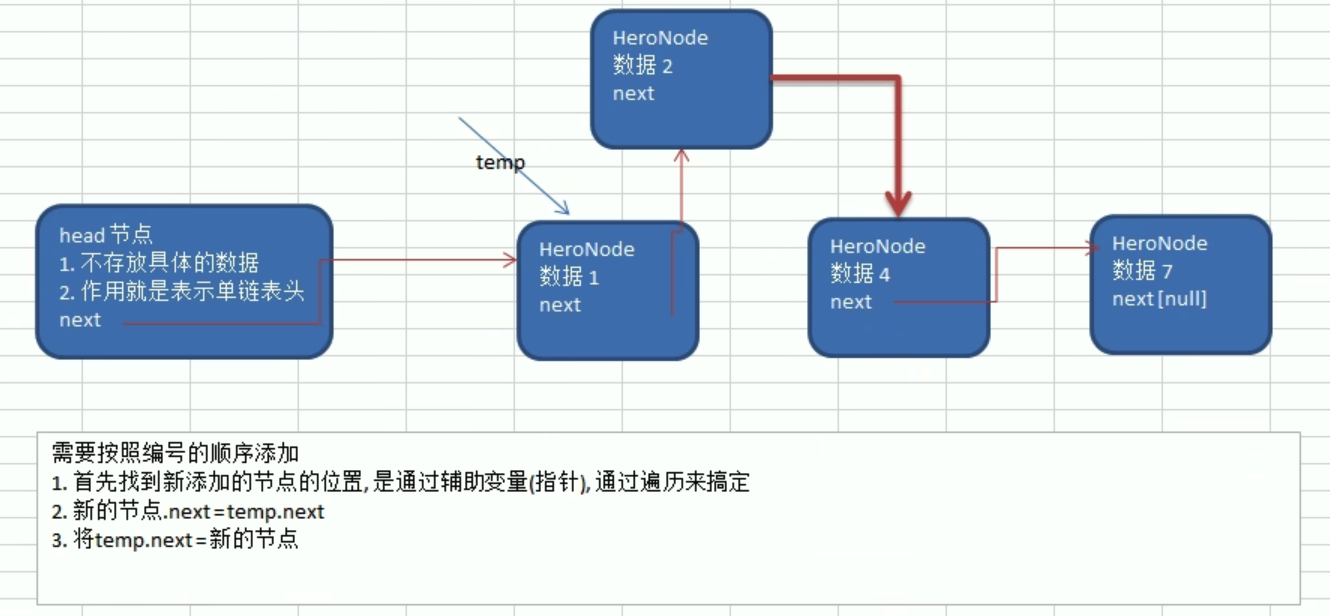 HeroNode
数据 2
next
temp
head 节点
1. 不存放具体的数据
2. 作用就是表示单链表头
next
HeroNode
数据 1
next
HeroNode
数据 4
next
HeroNode
数据 7
next [null]
需要按照编号的顺序添加
1. 首先找到新添加的节点的位置, 是通过辅助变量(指针), 通过遍历来搞定
2. 新的节点.next = temp.next
3. 将temp.next = 新的节点